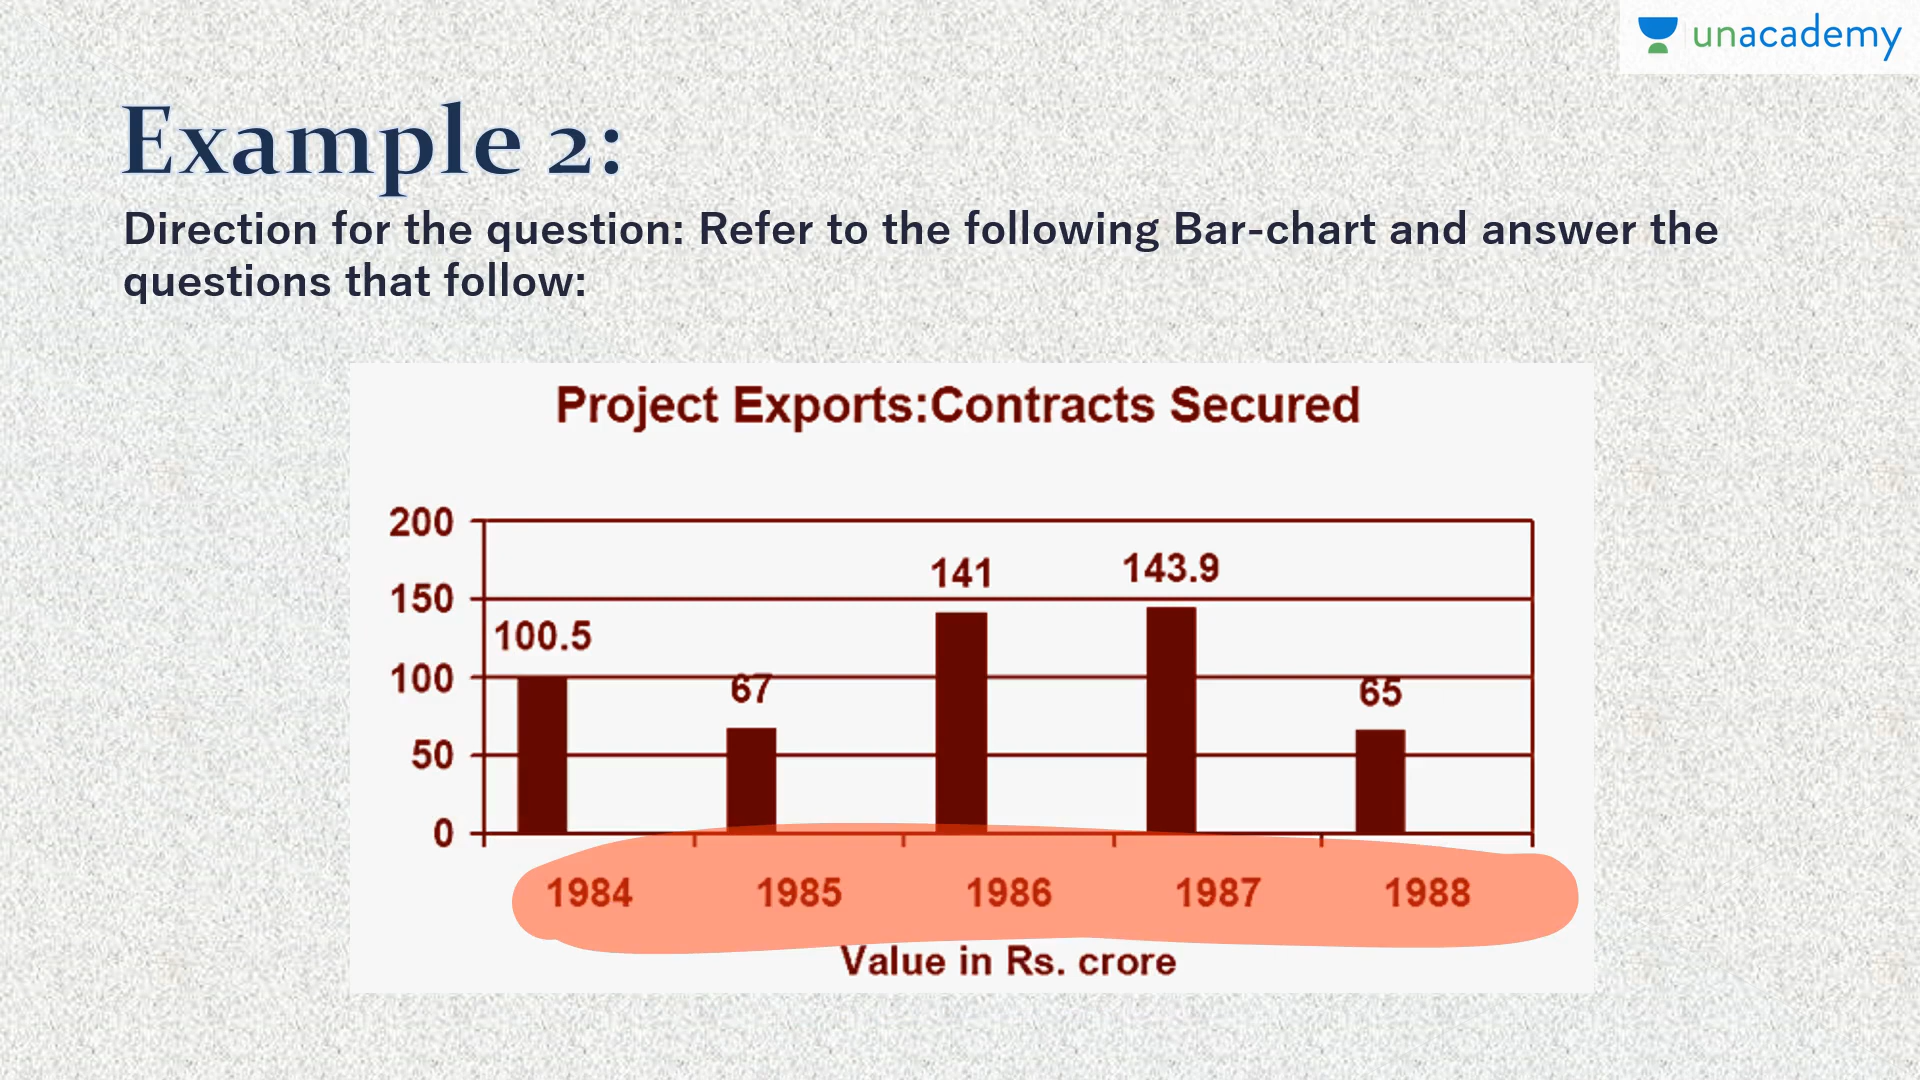 unacademy
Example 2:
Direction for the question: Refer to the following Bar-chart and answer the
questions that follow:
Project Exports:Contracts Secured
200
150
100
50
0
100.5
67
141
143.9
65
1984 1985 1986 1987 1988
Value in Rs. crore